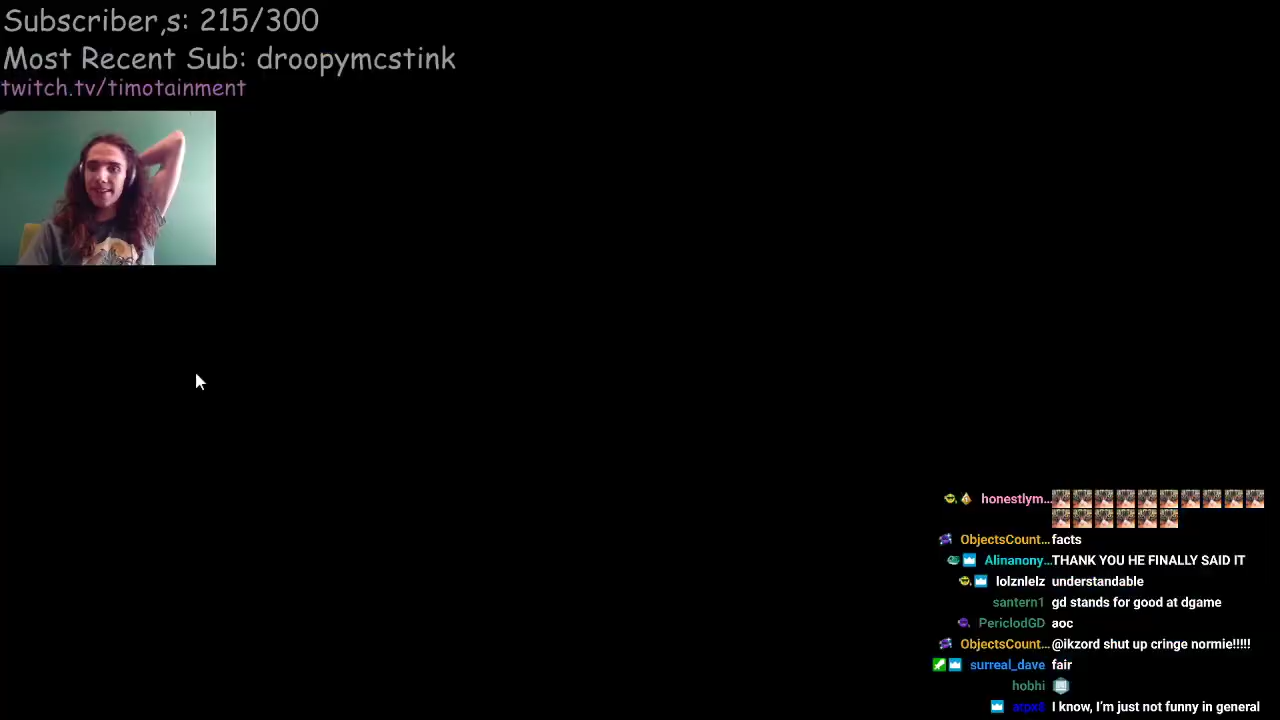 Subscriber,s: 215/300
Most Recent Sub: droopymcstink
twitch.tv/timotainment
honestlym...
ObjectsCount... facts
Alinanony... THANK YOU HE FINALLY SAID IT
lolznlelz understandable
santern1 gd stands for good at dgame
PericlodGD aoc
ObjectsCount... @ikzord shut up cringe normie!!!!!
surreal_dave fair
hobhi
arpx8 I know, I'm just not funny in general